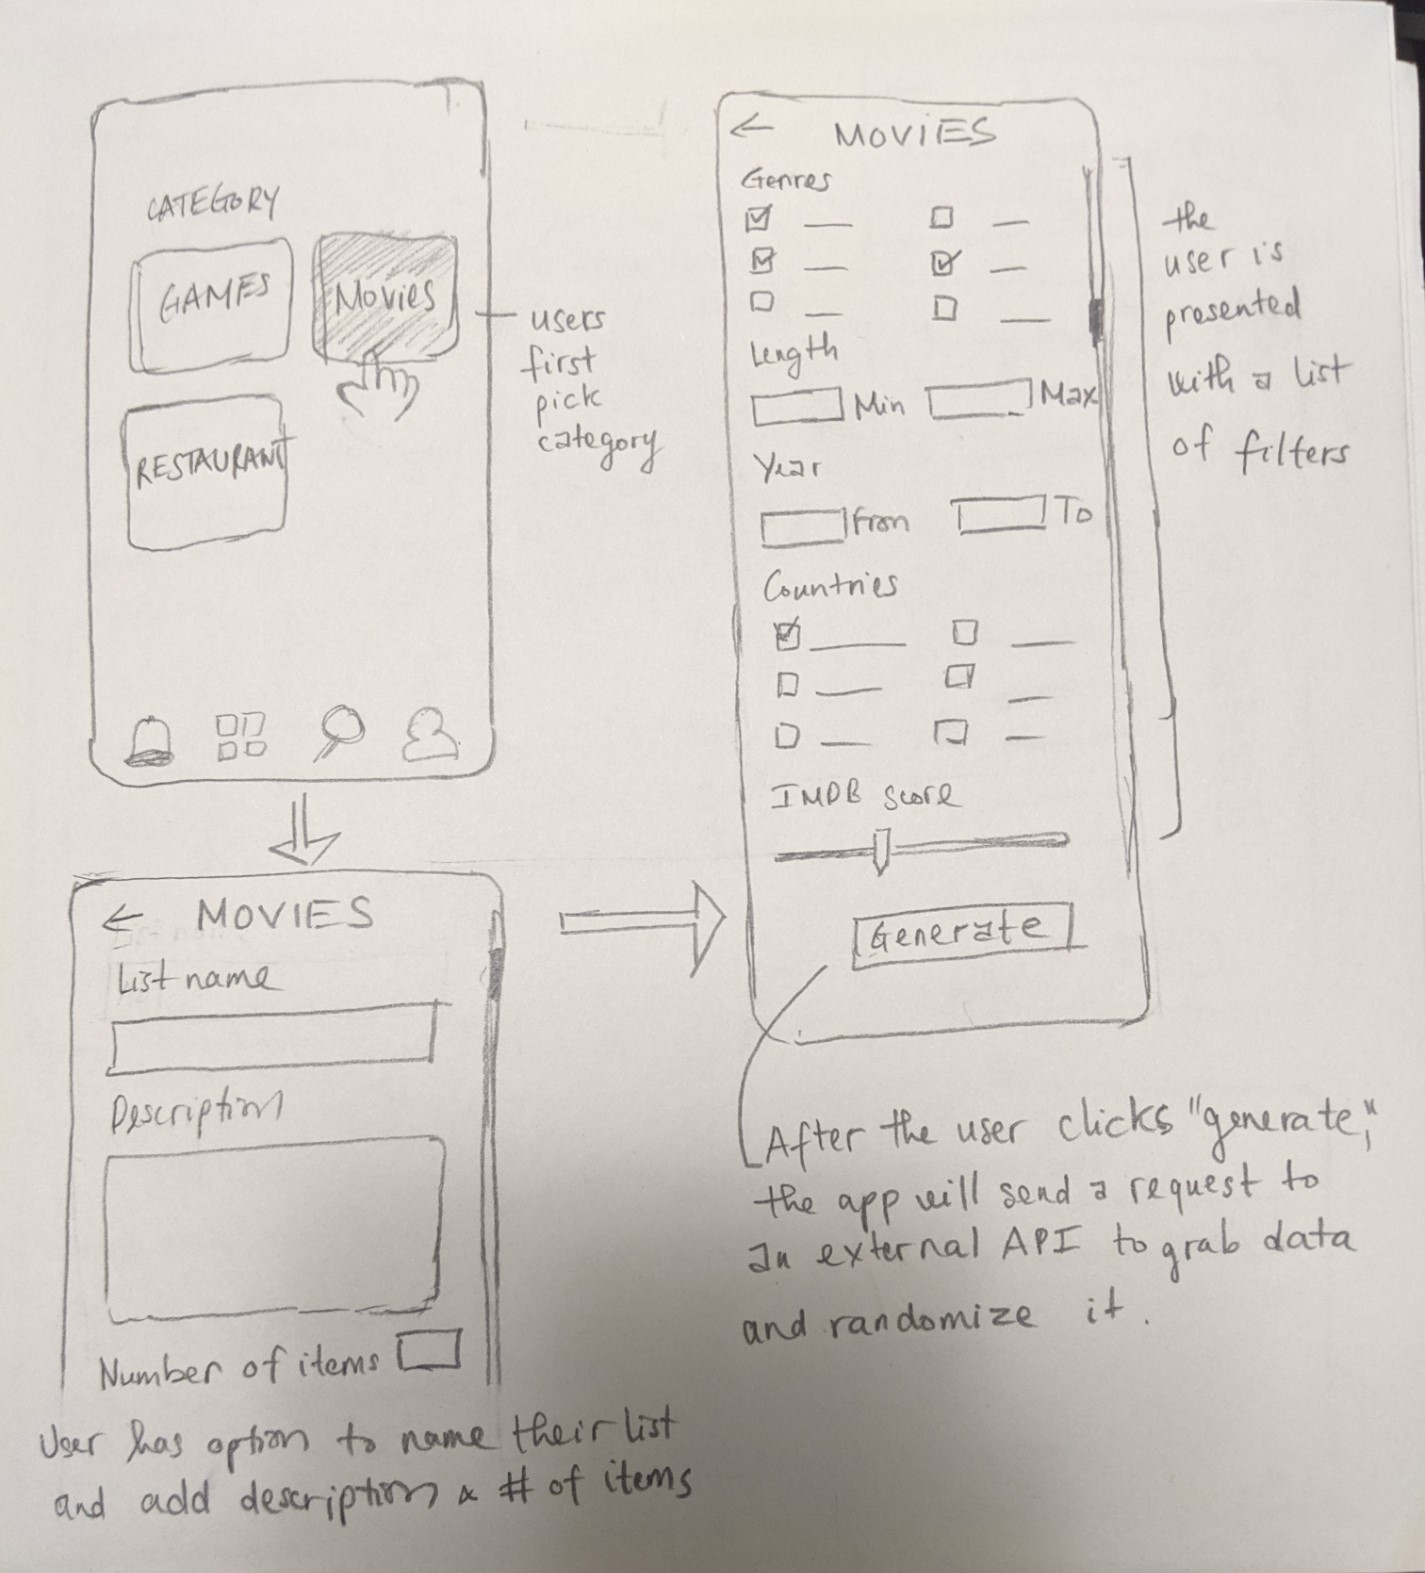 CATEGORY
GAMES
Movies
RESTAURANT
users
first
pick
category
← MOVIES
List name
Description
Number of items
User has option to name their list
and add description & # of items
← MOVIES
Genres
Length
Min Max
Year
From To
Countries
IMDB score
Generate
the
user is
presented
with a list
of filters
After the user clicks "generate,"
the app will send a request to
an external API to grab data
and randomize it.